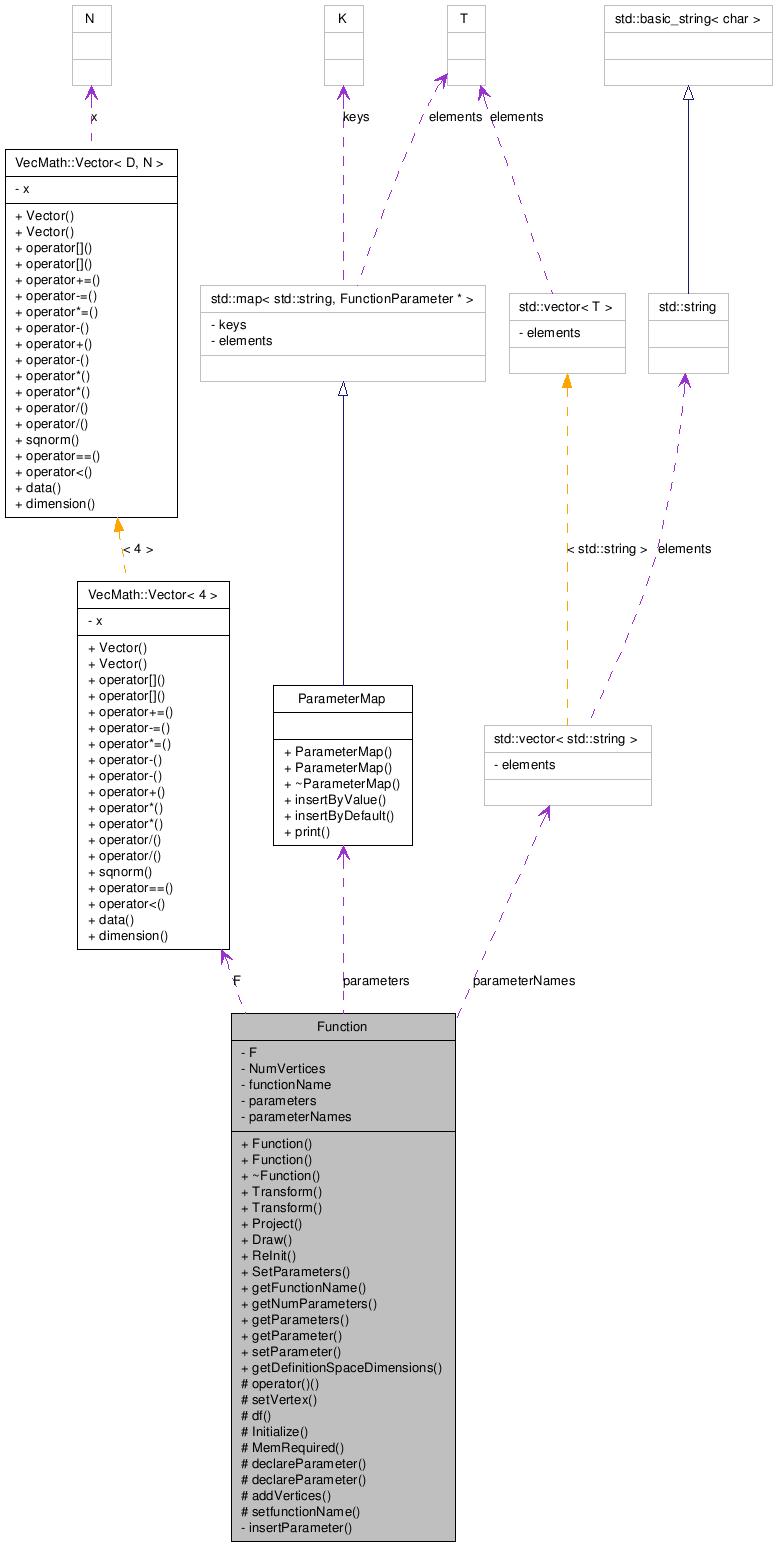 N
K
T
std::basic_string< char >
x
keys
elements
elements
VecMath::Vector< D, N >
- x
+ Vector()
+ Vector()
+ operator[]()
+ operator[]()
+ operator+=()
+ operator-=()
+ operator*=()
+ operator-()
+ operator+()
+ operator-()
+ operator*()
+ operator*()
+ operator/()
+ operator/()
+ sqnorm()
+ operator==()
+ operator<()
+ data()
+ dimension()
std::map< std::string, FunctionParameter * >
- keys
- elements
std::vector< T >
- elements
std::string
< 4 >
< std::string >
elements
VecMath::Vector< 4 >
- x
+ Vector()
+ Vector()
+ operator[]()
+ operator[]()
+ operator+=()
+ operator-=()
+ operator*=()
+ operator-()
+ operator-()
+ operator+()
+ operator*()
+ operator*()
+ operator/()
+ operator/()
+ sqnorm()
+ operator==()
+ operator<()
+ data()
+ dimension()
ParameterMap
+ ParameterMap()
+ ParameterMap()
+ ~ParameterMap()
+ insertByValue()
+ insertByDefault()
+ print()
std::vector< std::string >
- elements
F
parameters
parameterNames
Function
- F
- NumVertices
- functionName
- parameters
- parameterNames
+ Function()
+ Function()
+ ~Function()
+ Transform()
+ Transform()
+ Project()
+ Draw()
+ ReInit()
+ SetParameters()
+ getFunctionName()
+ getNumParameters()
+ getParameters()
+ getParameter()
+ setParameter()
+ getDefinitionSpaceDimensions()
# operator()()
# setVertex()
# df()
# Initialize()
# MemRequired()
# declareParameter()
# declareParameter()
# addVertices()
# setfunctionName()
- insertParameter()